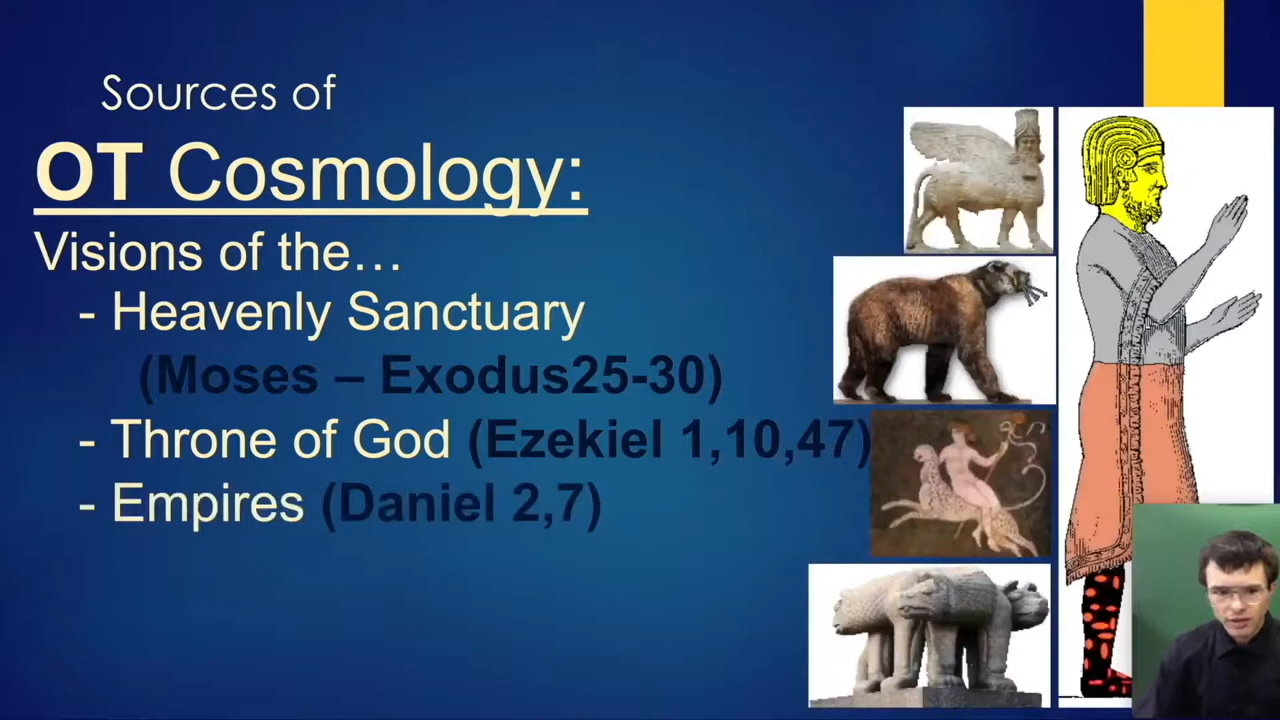 Sources of
OT Cosmology:
Visions of the…
- Heavenly Sanctuary
(Moses – Exodus25-30)
- Throne of God (Ezekiel 1,10,47)
- Empires (Daniel 2,7)